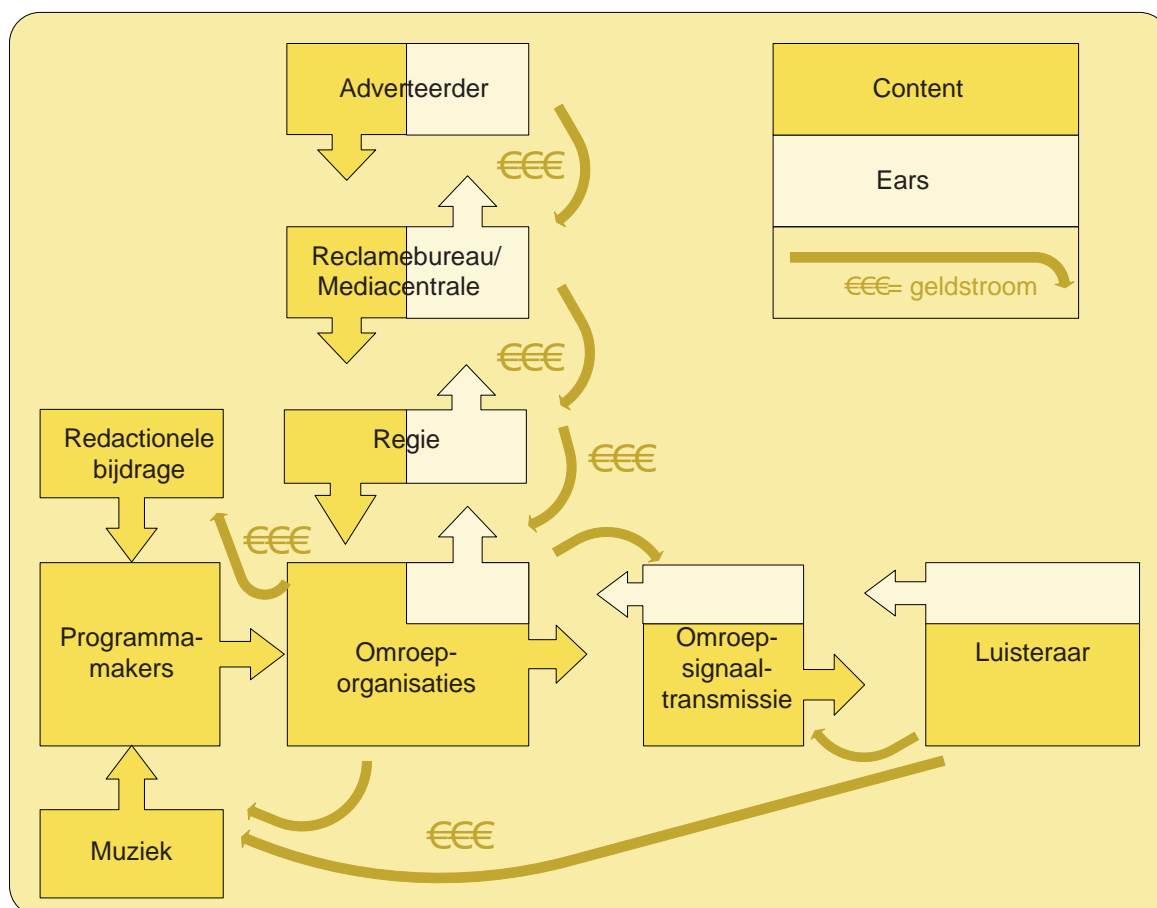 Adverteerder
€€€
Content
Ears
€€€= geldstroom
Reclamebureau/
Mediacentrale
€€€
Redactionele
bijdrage
Regie
€€€
€€€
Programma-
makers
Omroep-
organisaties
Omroep-
signaal-
transmissie
Luisteraar
Muziek
€€€